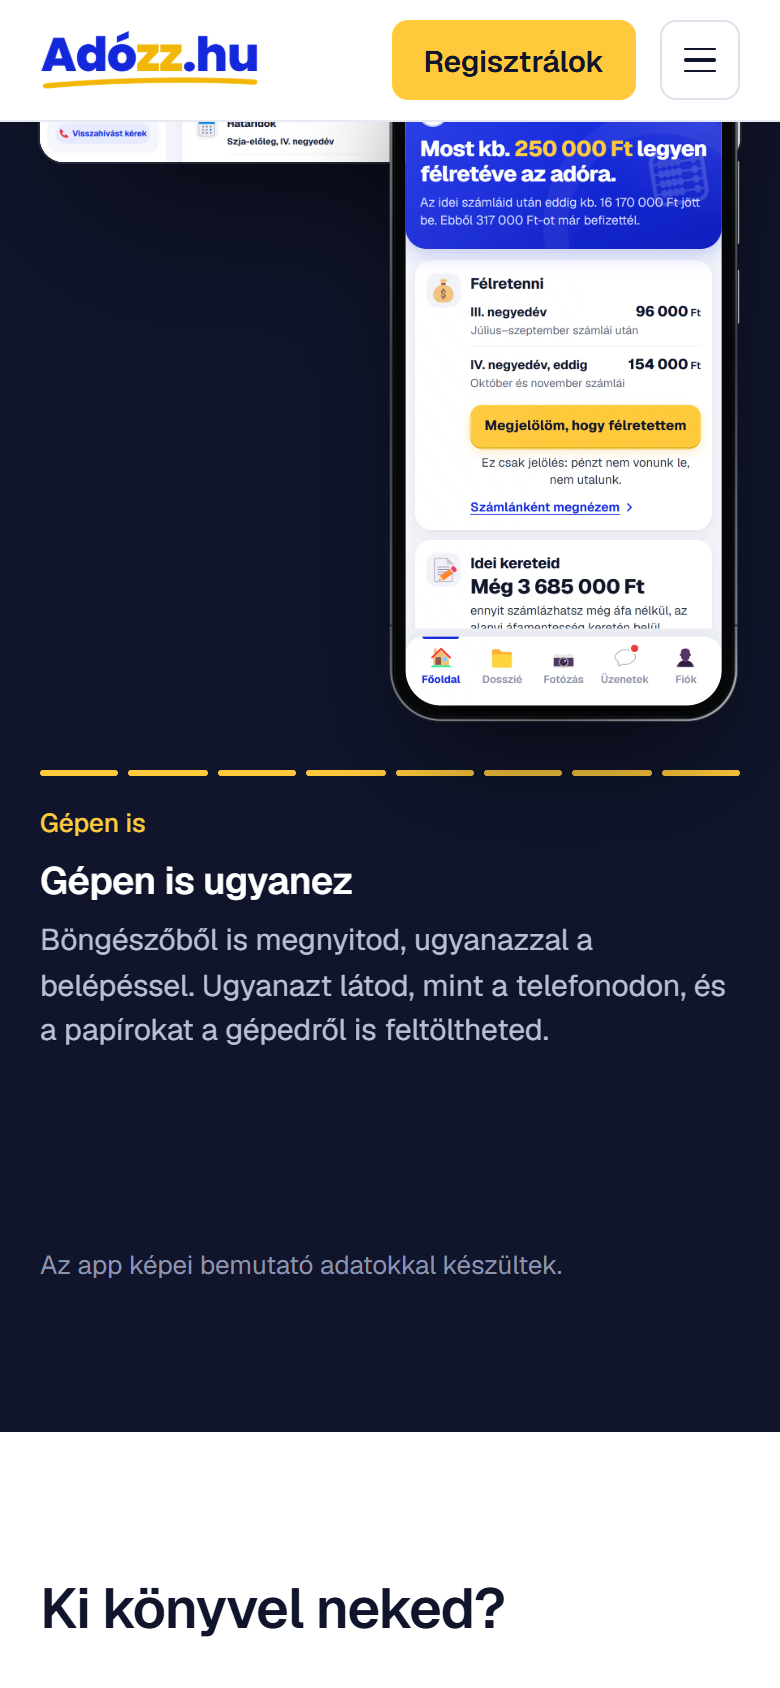 Adózz.hu
Regisztrálok
Visszahívást kérek
Határidők
Szja-előleg, IV. negyedév
Most kb. 250 000 Ft legyen
félretéve az adóra.
Az idei számláid után eddig kb. 16 170 000 Ft jött
be. Ebből 317 000 Ft-ot már befizettél.
Félretenni
III. negyedév 96 000 Ft
Július–szeptember számlái után
IV. negyedév, eddig 154 000 Ft
Október és november számlái
Megjelölöm, hogy félretettem
Ez csak jelölés: pénzt nem vonunk le,
nem utalunk.
Számlánként megnézem
Idei kereteid
Még 3 685 000 Ft
ennyit számlázhatsz még áfa nélkül, az
alanyi áfamentesség keretén belül
Főoldal Dosszié Fotózás Üzenetek Fiók
Gépen is
Gépen is ugyanez
Böngészőből is megnyitod, ugyanazzal a
belépéssel. Ugyanazt látod, mint a telefonodon, és
a papírokat a gépedről is feltöltheted.
Az app képei bemutató adatokkal készültek.
Ki könyvel neked?